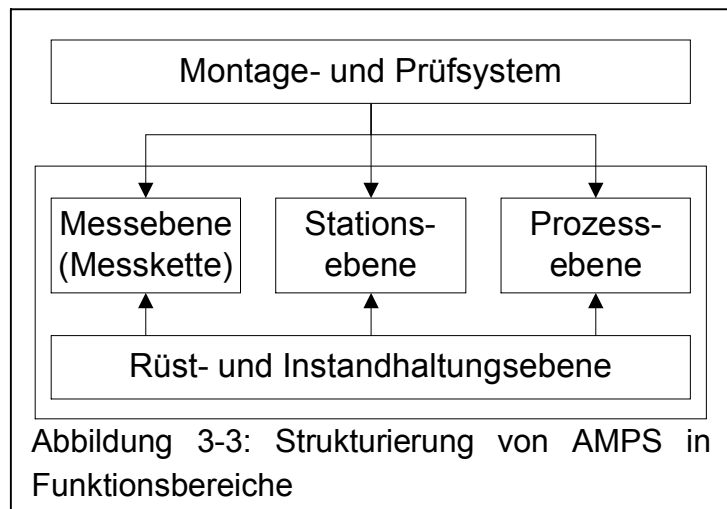 Montage- und Prüfsystem
Messebene
(Messkette)
Stations-
ebene
Prozess-
ebene
Rüst- und Instandhaltungsebene
Abbildung 3-3: Strukturierung von AMPS in
Funktionsbereiche